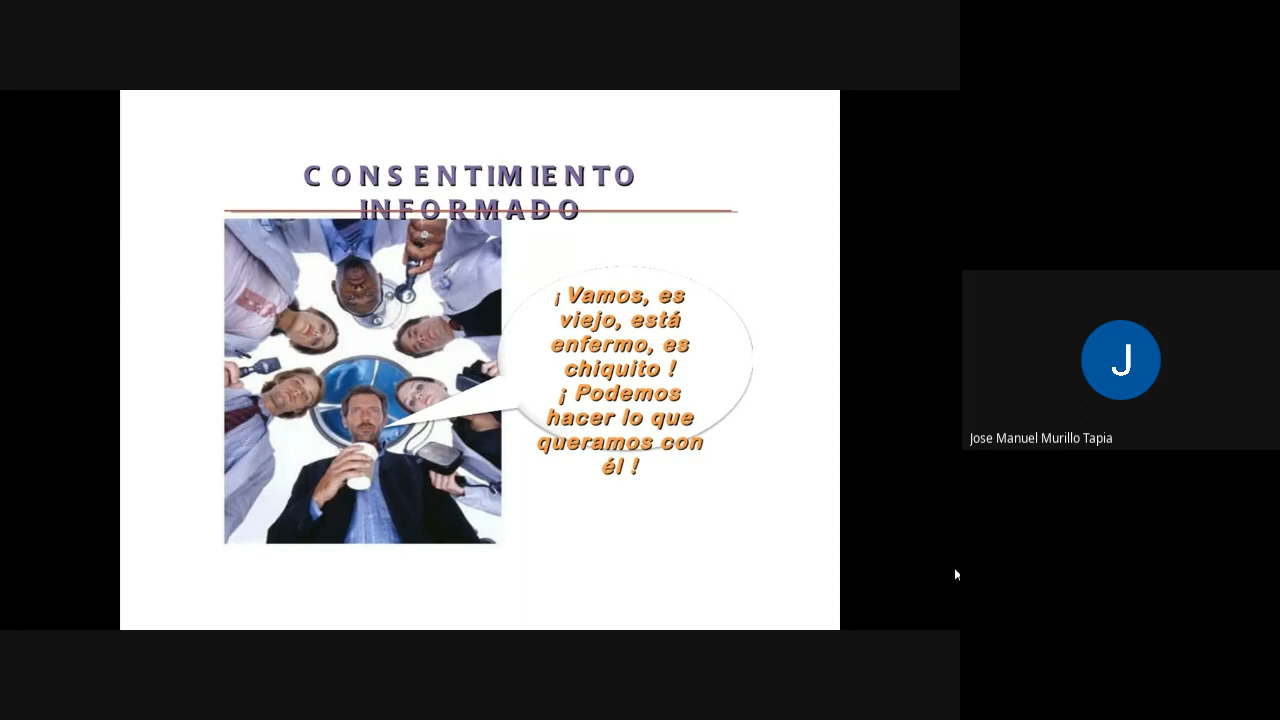 CONSENTIMIENTO
INFORMADO
¡ Vamos, es
viejo, está
enfermo, es
chiquito !
¡ Podemos
hacer lo que
queramos con
él !
J
Jose Manuel Murillo Tapia